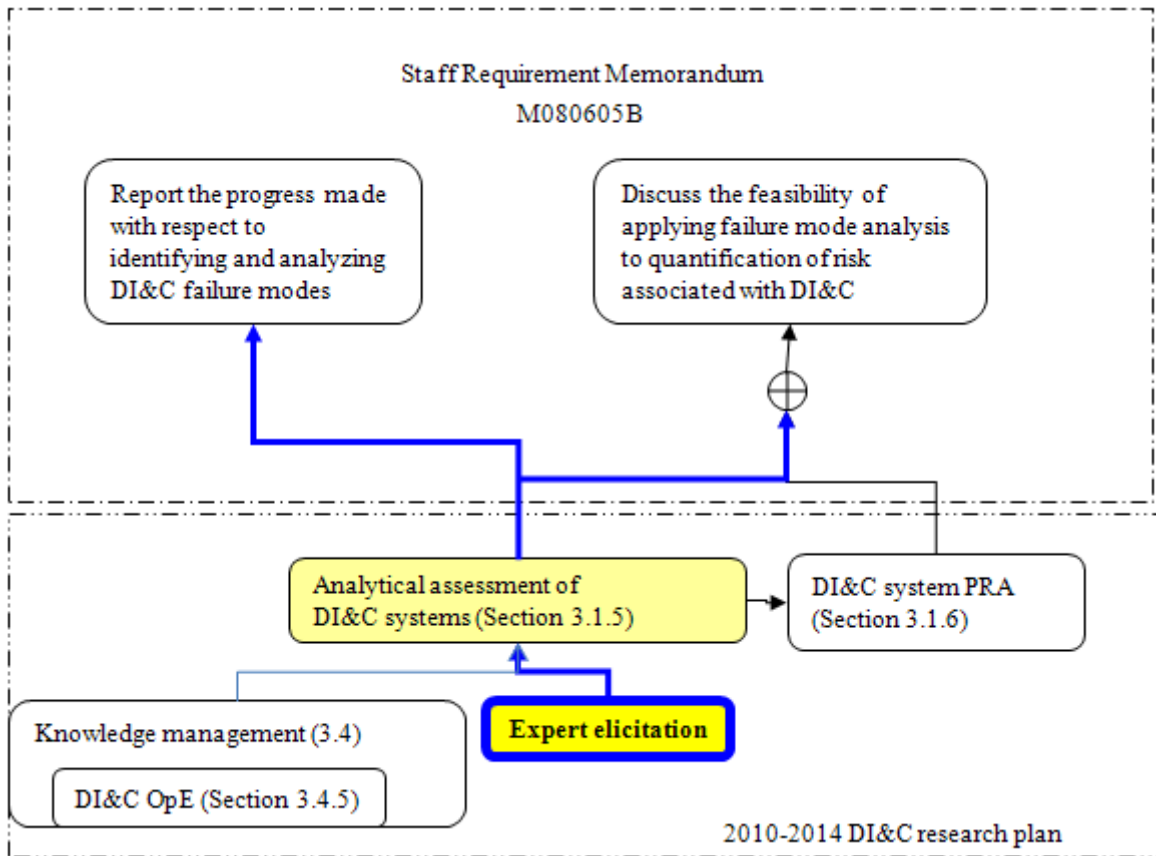 Staff Requirement Memorandum
M080605B
Report the progress made
with respect to
identifying and analyzing
DI&C failure modes
Discuss the feasibility of
applying failure mode analysis
to quantification of risk
associated with DI&C
Analytical assessment of
DI&C systems (Section 3.1.5)
DI&C system PRA
(Section 3.1.6)
Knowledge management (3.4)
DI&C OpE (Section 3.4.5)
Expert elicitation
2010-2014 DI&C research plan